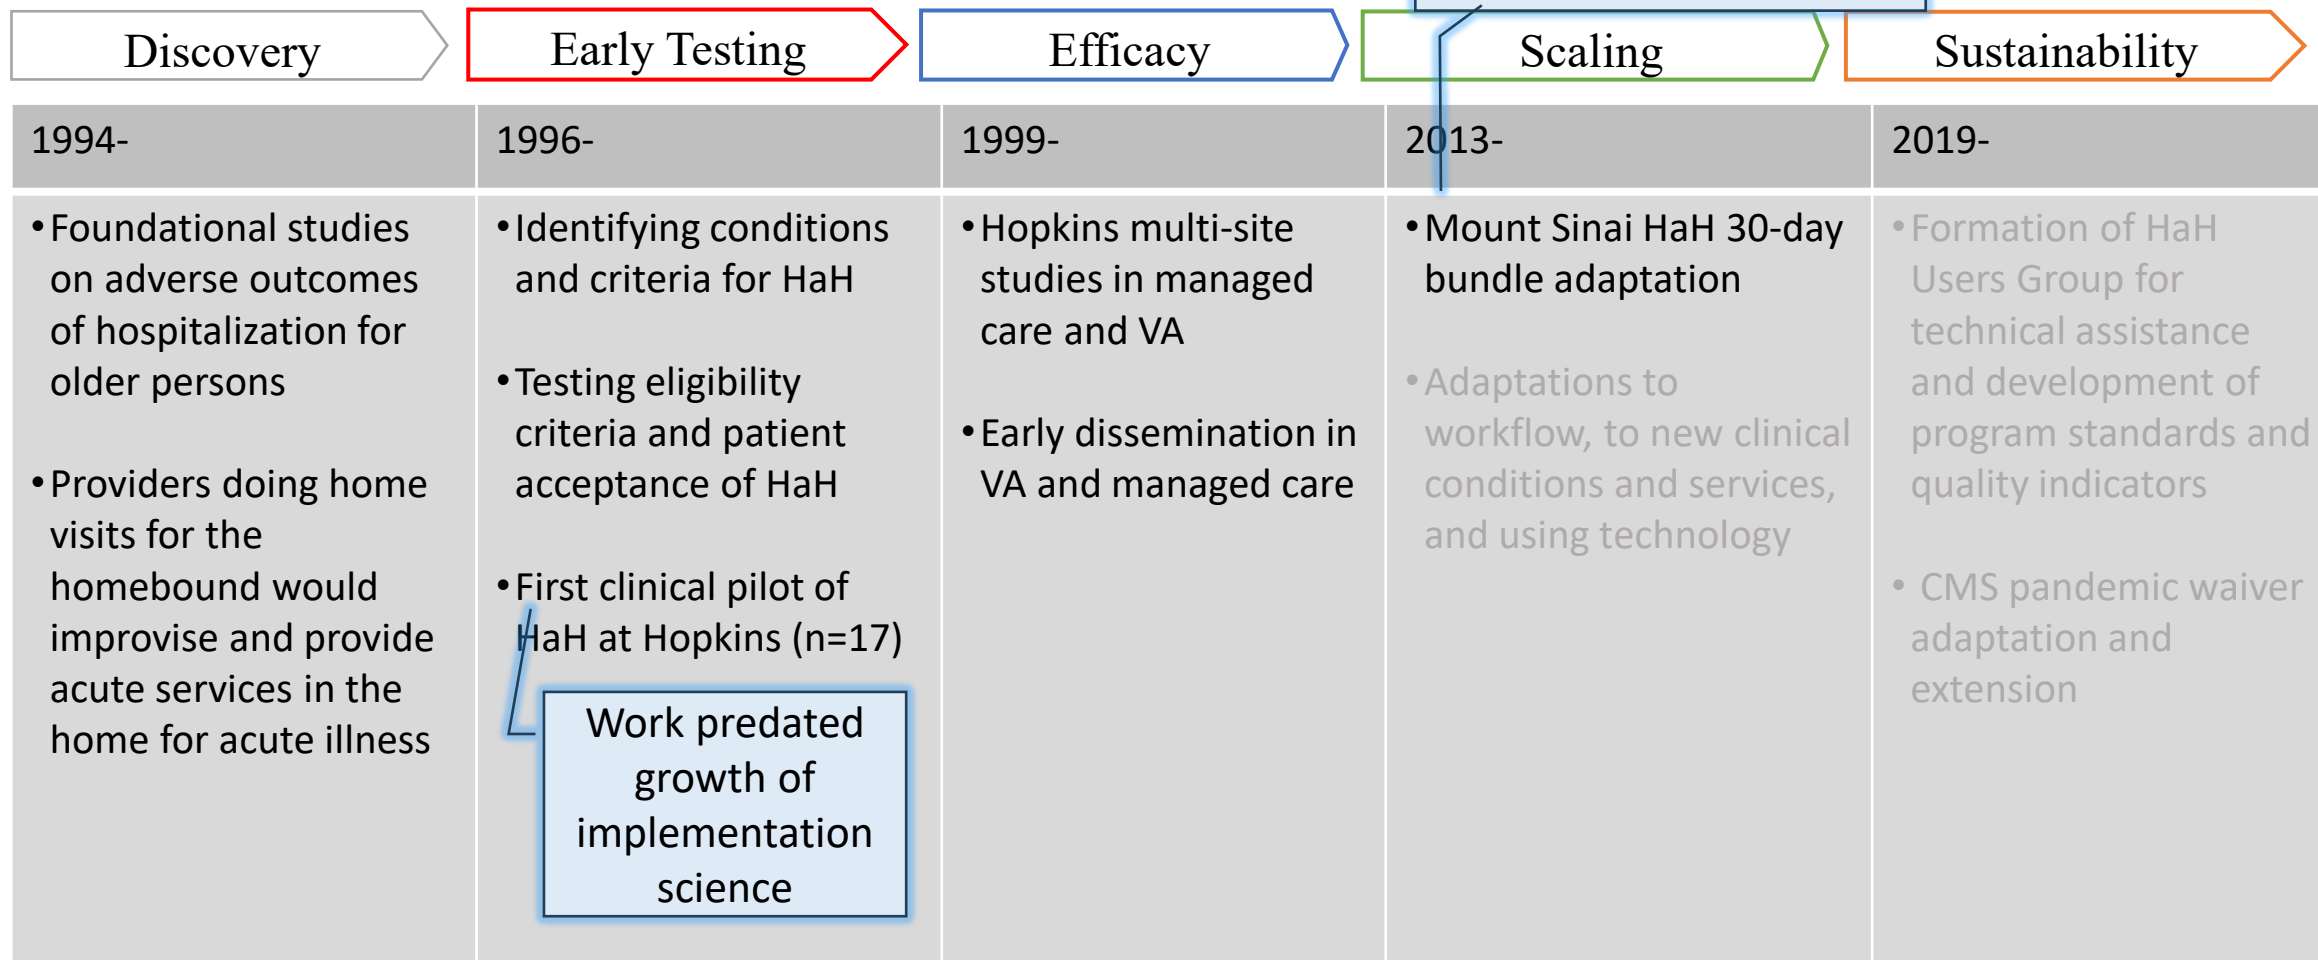 Discovery
Early Testing
Efficacy
Scaling
Sustainability
1994-
1996-
1999-
2013-
2019-
•Foundational studies
on adverse outcomes
of hospitalization for
older persons
•Providers doing home
visits for the
homebound would
improvise and provide
acute services in the
home for acute illness
•Identifying conditions
and criteria for HaH
•Testing eligibility
criteria and patient
acceptance of HaH
•First clinical pilot of
HaH at Hopkins (n=17)
Work predated
growth of
implementation
science
•Hopkins multi-site
studies in managed
care and VA
•Early dissemination in
VA and managed care
•Mount Sinai HaH 30-day
bundle adaptation
•Adaptations to
workflow, to new clinical
conditions and services,
and using technology
•Formation of HaH
Users Group for
technical assistance
and development of
program standards and
quality indicators
• CMS pandemic waiver
adaptation and
extension